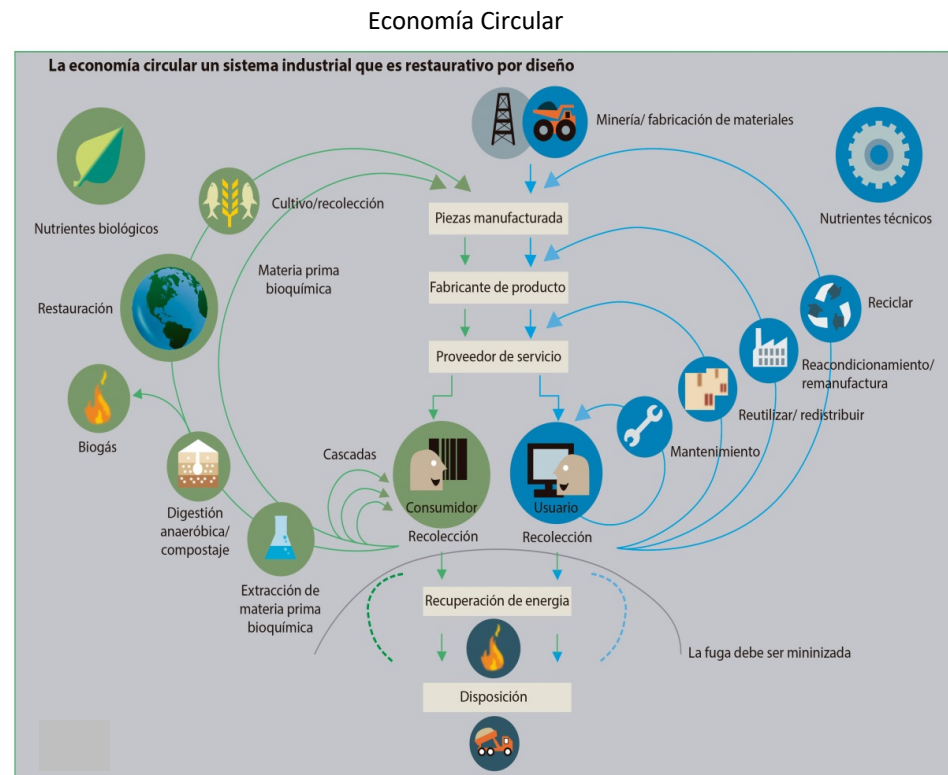 Economía Circular
La economía circular un sistema industrial que es restaurativo por diseño
Minería/ fabricación de materiales
Nutrientes biológicos
Cultivo/recolección
Piezas manufacturada
Nutrientes técnicos
Materia prima
bioquímica
Restauración
Fabricante de producto
Reciclar
Proveedor de servicio
Reacondicionamiento/
remanufactura
Reutilizar/ redistribuir
Biogás
Cascadas
Mantenimiento
Digestión
anaeróbica/
compostaje
Consumidor
Usuario
Recolección
Recolección
Extracción de
materia prima
bioquímica
Recuperación de energia
La fuga debe ser mininizada
Disposición